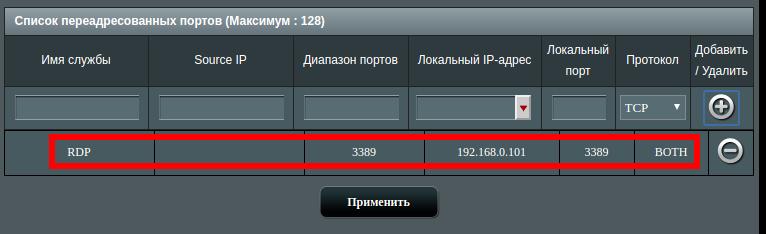 Список переадресованных портов (Максимум : 128)
Имя службы Source IP Диапазон портов Локальный IP-адрес Локальный порт Протокол Добавить / Удалить
TCP
RDP 3389 192.168.0.101 3389 BOTH
Применить